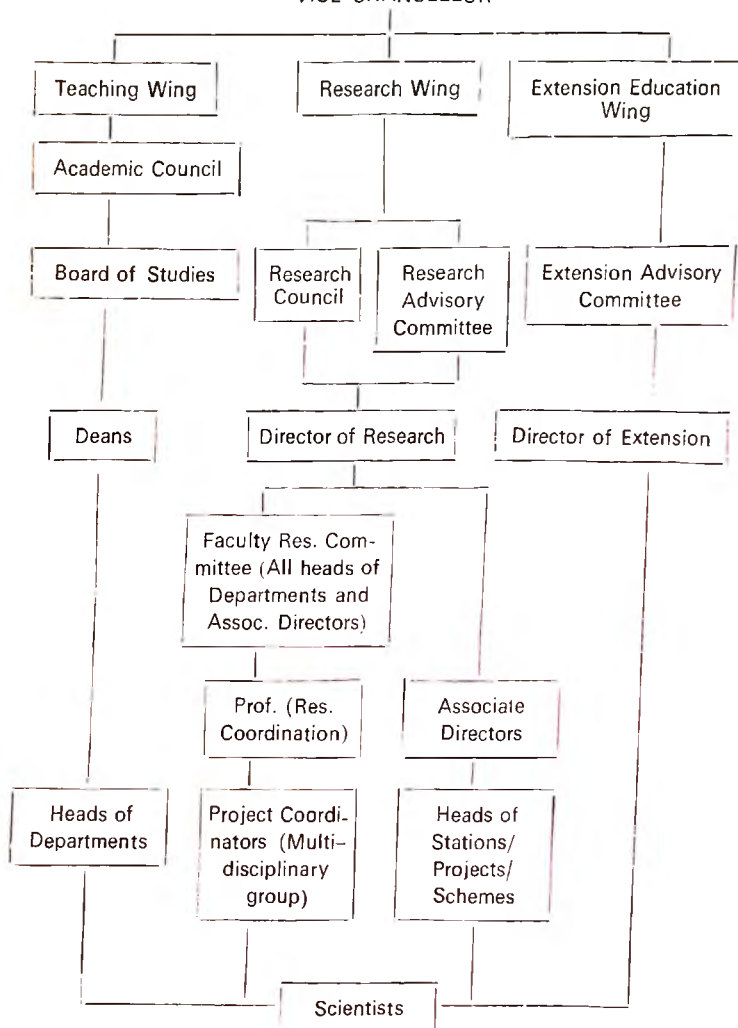 VICE CHANCELLOR
Teaching Wing
Research Wing
Extension Education
Wing
Academic Council
Board of Studies
Research
Council
Research
Advisory
Committee
Extension Advisory
Committee
Deans
Director of Research
Director of Extension
Faculty Res. Com-
mittee (All heads of
Departments and
Assoc. Directors)
Prof. (Res.
Coordination)
Associate
Directors
Heads of
Departments
Project Coordi-
nators (Multi-
disciplinary
group)
Heads of
Stations/
Projects/
Schemes
Scientists